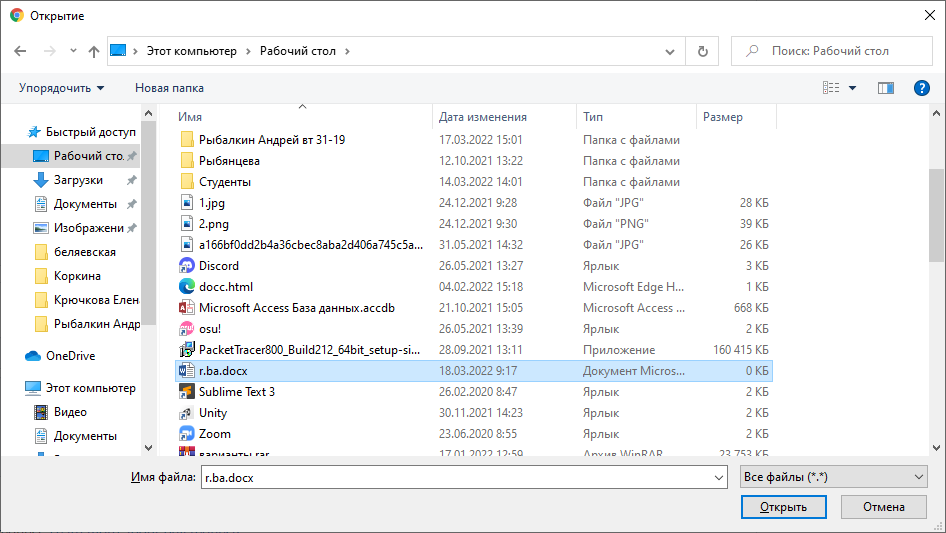 Открытие
Этот компьютер Рабочий стол
Поиск: Рабочий стол
Упорядочить Новая папка
Имя Дата изменения Тип Размер
Быстрый доступ
Рабочий сто.
Загрузки
Документы
Изображени
беляевская
Коркина
Крючкова Елена
Рыбалкин Андр
OneDrive
Этот компьютер
Видео
Документы
Рыбалкин Андрей вт 31-19 17.03.2022 15:01 Папка с файлами
Рыбянцева 12.10.2021 13:22 Папка с файлами
Студенты 14.03.2022 14:01 Папка с файлами
1.jpg 24.12.2021 9:28 Файл "JPG" 28 КБ
2.png 24.12.2021 9:30 Файл "PNG" 39 КБ
a166bf0dd2b4a36cbec8aba2d406a745c5a... 31.05.2021 14:32 Файл "JPG" 26 КБ
Discord 26.05.2021 13:27 Ярлык 3 КБ
docc.html 04.02.2022 15:18 Microsoft Edge H... 1 КБ
Microsoft Access База данных.accdb 21.10.2021 15:05 Microsoft Access ... 668 КБ
osu! 26.05.2021 13:39 Ярлык 2 КБ
PacketTracer800_Build212_64bit_setup-si... 28.09.2021 13:11 Приложение 160 415 КБ
r.ba.docx 18.03.2022 9:17 Документ Micros... 0 КБ
Sublime Text 3 26.02.2020 8:47 Ярлык 2 КБ
Unity 30.11.2021 14:23 Ярлык 2 КБ
Zoom 23.06.2020 8:55 Ярлык 2 КБ
варианты.rar 17.01.2022 12:59 Архив WinRAR 23 753 КБ
Имя файла: r.ba.docx Все файлы (*.*)
Открыть Отмена